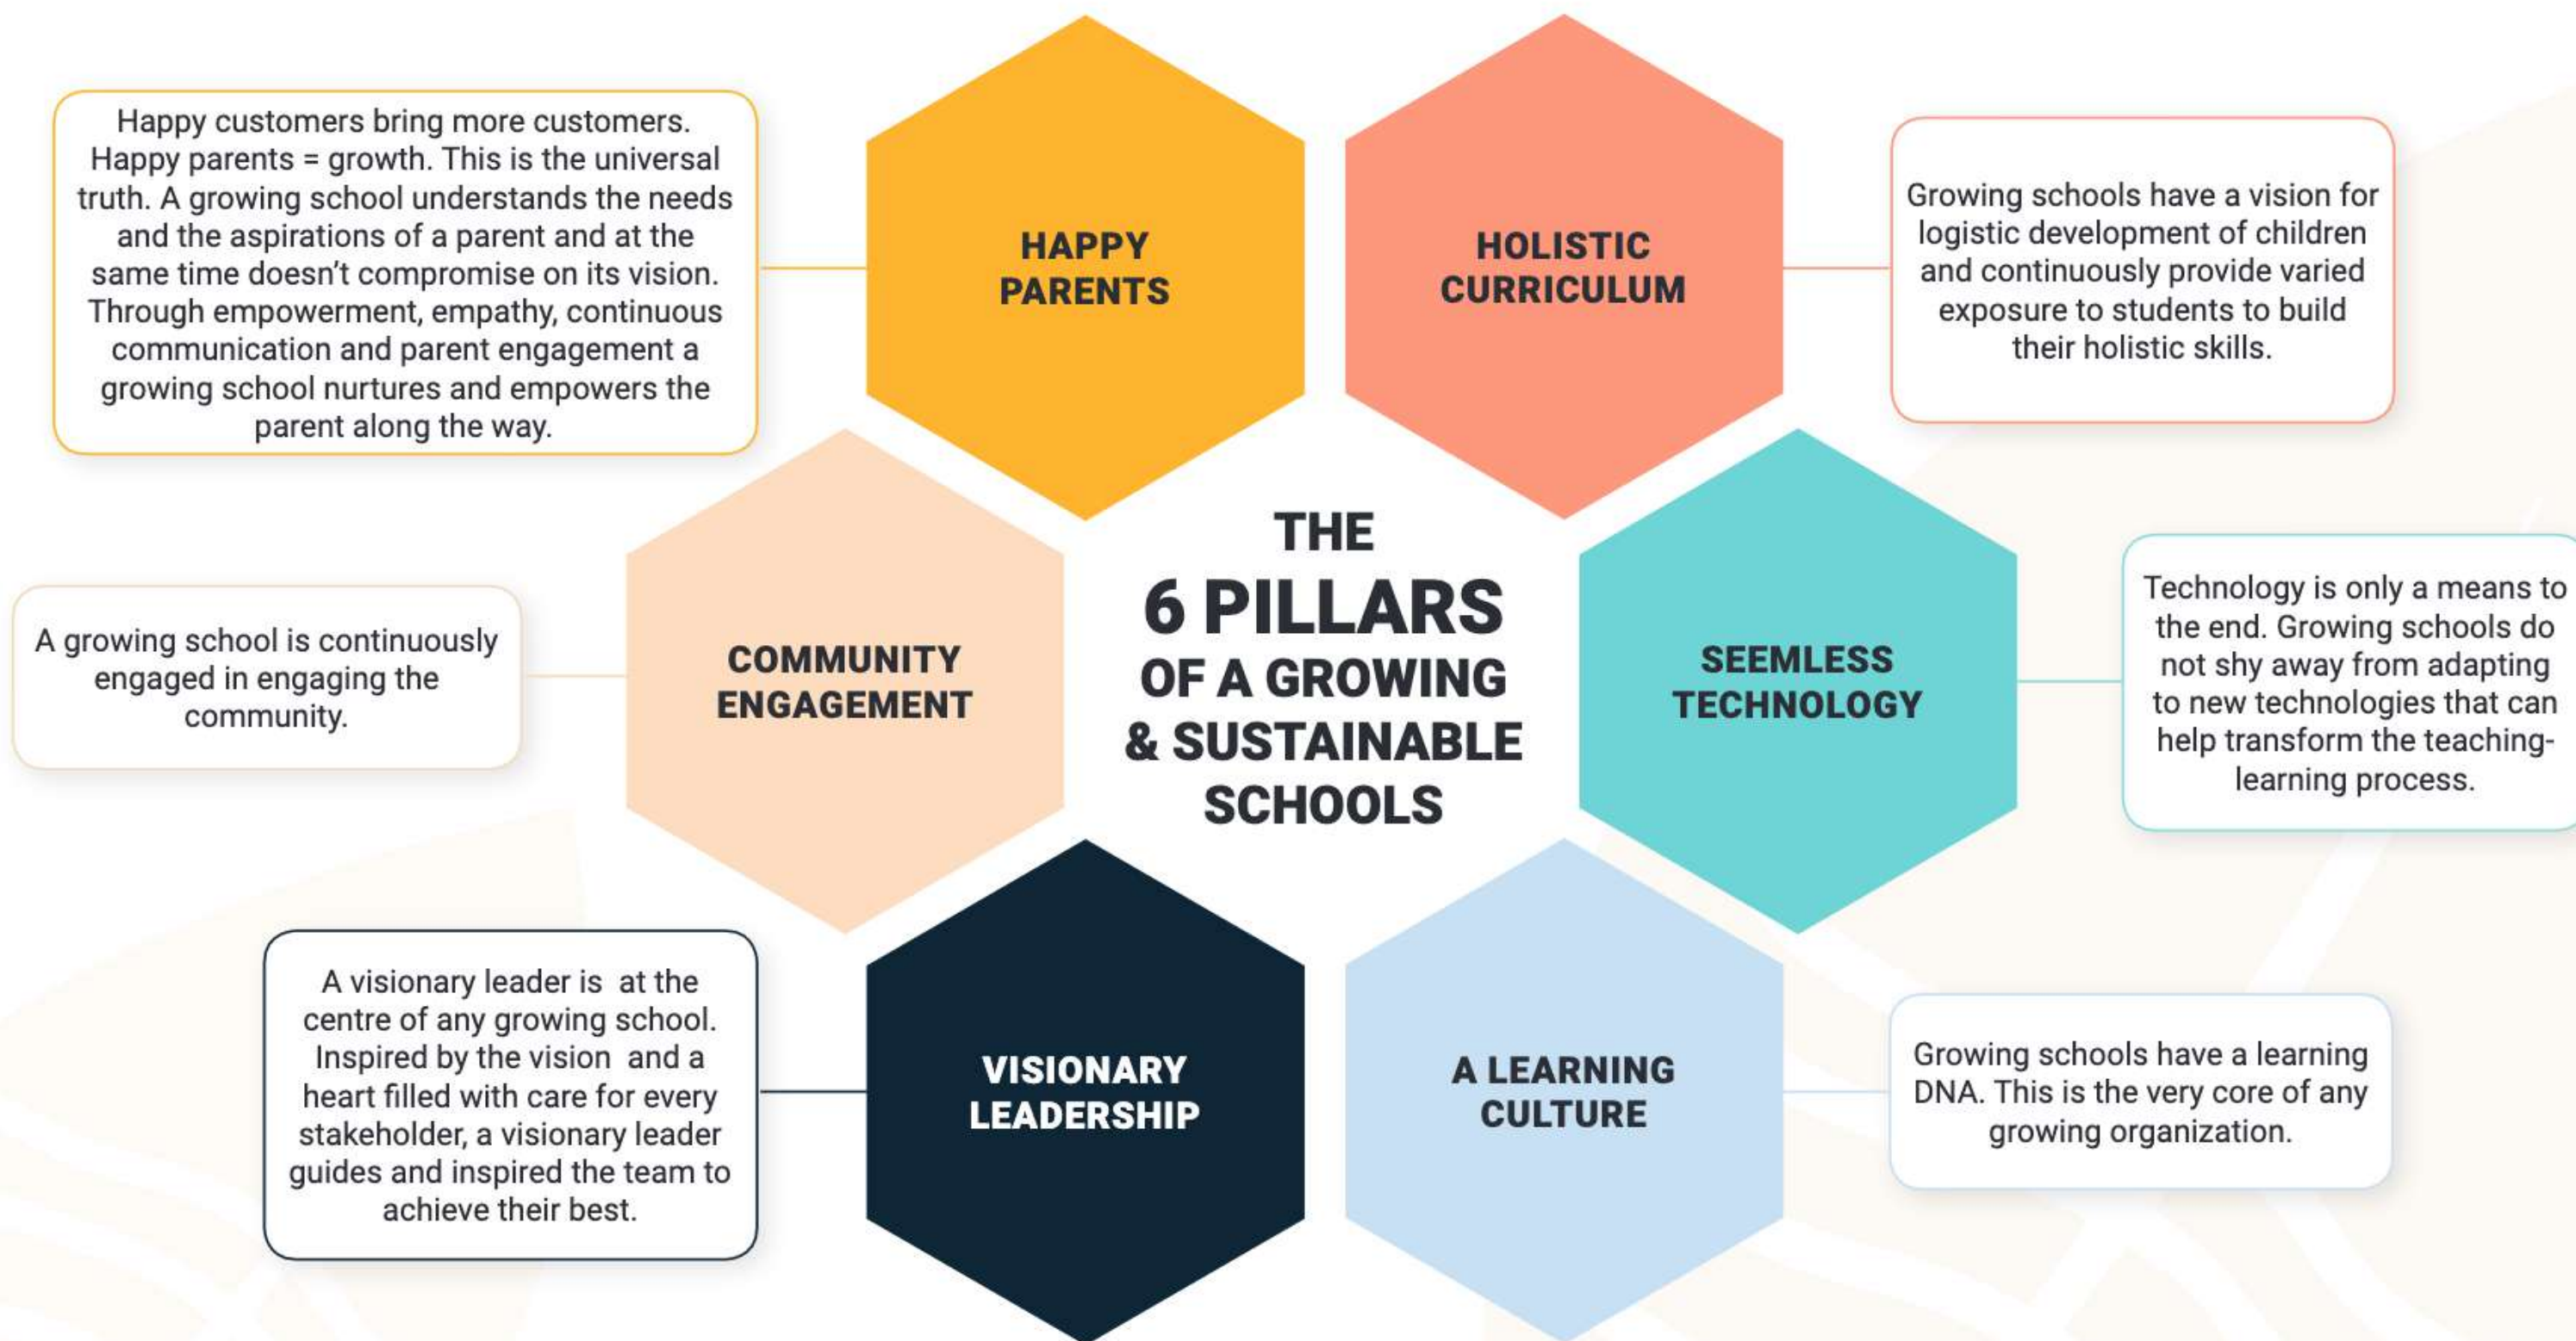 Happy customers bring more customers.
Happy parents = growth. This is the universal
truth. A growing school understands the needs
and the aspirations of a parent and at the
same time doesn't compromise on its vision.
Through empowerment, empathy, continuous
communication and parent engagement a
growing school nurtures and empowers the
parent along the way.
HAPPY
PARENTS
HOLISTIC
CURRICULUM
Growing schools have a vision for
logistic development of children
and continuously provide varied
exposure to students to build
their holistic skills.
A growing school is continuously
engaged in engaging the
community.
COMMUNITY
ENGAGEMENT
THE
6 PILLARS
OF A GROWING
& SUSTAINABLE
SCHOOLS
SEEMLESS
TECHNOLOGY
Technology is only a means to
the end. Growing schools do
not shy away from adapting
to new technologies that can
help transform the teaching-
learning process.
A visionary leader is at the
centre of any growing school.
Inspired by the vision and a
heart filled with care for every
stakeholder, a visionary leader
guides and inspired the team to
achieve their best.
VISIONARY
LEADERSHIP
A LEARNING
CULTURE
Growing schools have a learning
DNA. This is the very core of any
growing organization.